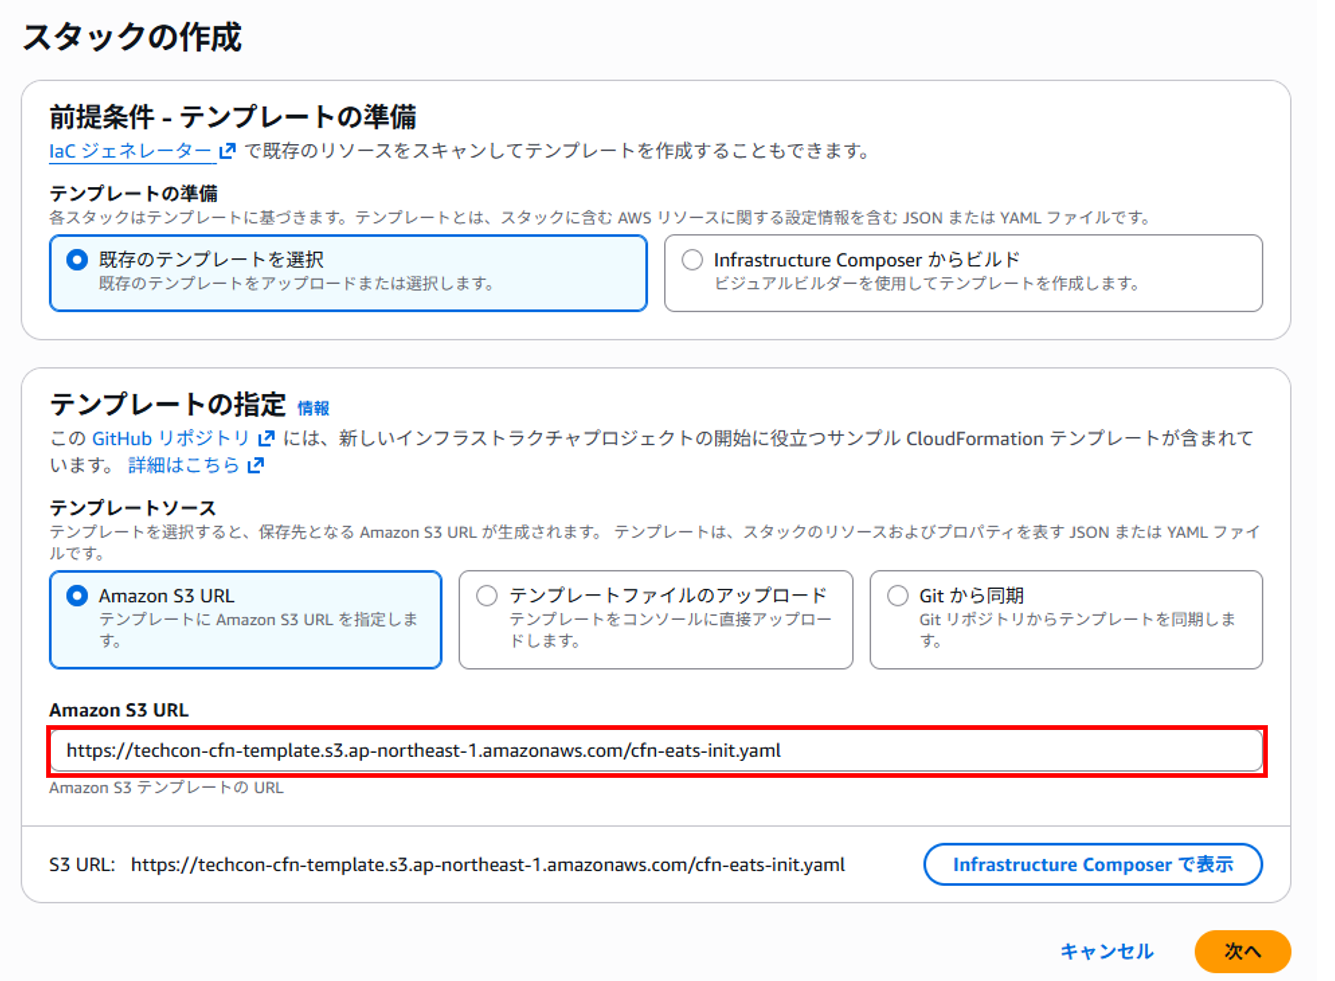 スタックの作成
前提条件 - テンプレートの準備
IaC ジェネレーター で既存のリソースをスキャンしてテンプレートを作成することもできます。
テンプレートの準備
各スタックはテンプレートに基づきます。テンプレートとは、スタックに含む AWS リソースに関する設定情報を含む JSON または YAML ファイルです。
既存のテンプレートを選択
既存のテンプレートをアップロードまたは選択します。
Infrastructure Composer からビルド
ビジュアルビルダーを使用してテンプレートを作成します。
テンプレートの指定 情報
この GitHub リポジトリ には、新しいインフラストラクチャプロジェクトの開始に役立つサンプル CloudFormation テンプレートが含まれて
います。 詳細はこちら
テンプレートソース
テンプレートを選択すると、保存先となる Amazon S3 URL が生成されます。 テンプレートは、スタックのリソースおよびプロパティを表す JSON または YAML ファイ
ルです。
Amazon S3 URL
テンプレートに Amazon S3 URL を指定しま
す。
テンプレートファイルのアップロード
テンプレートをコンソールに直接アップロー
ドします。
Git から同期
Git リポジトリからテンプレートを同期しま
す。
Amazon S3 URL
https://techcon-cfn-template.s3.ap-northeast-1.amazonaws.com/cfn-eats-init.yaml
Amazon S3 テンプレートの URL
S3 URL: https://techcon-cfn-template.s3.ap-northeast-1.amazonaws.com/cfn-eats-init.yaml
Infrastructure Composer で表示
キャンセル
次へ